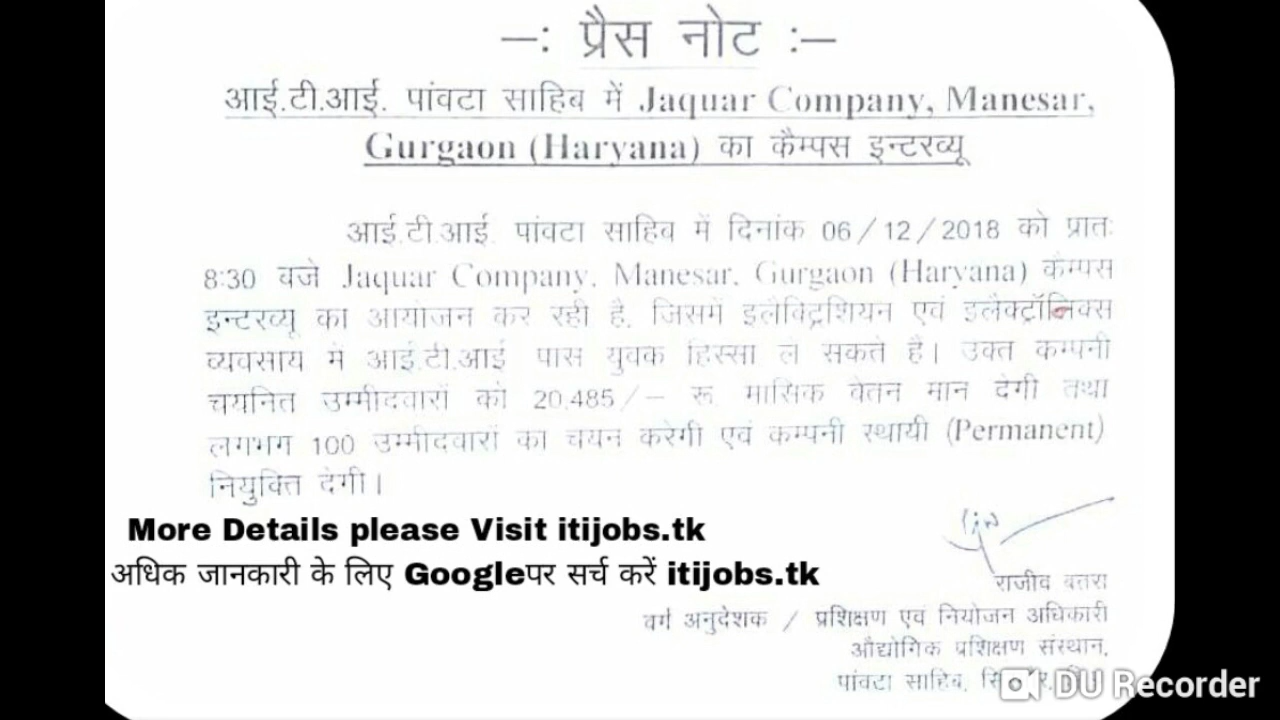 —: प्रैस नोट :—
आई.टी.आई. पांवटा साहिब में Jaquar Company, Manesar,
Gurgaon (Haryana) का कैम्पस इन्टरव्यू
आई.टी.आई. पांवटा साहिब में दिनांक 06/12/2018 को प्रातः
8:30 बजे Jaquar Company, Manesar, Gurgaon (Haryana) कैम्पस
इन्टरव्यू का आयोजन कर रही है, जिसमें इलैक्ट्रिशियन एवं इलैक्ट्रॉनिक्स
व्यवसाय में आई.टी.आई पास युवक हिस्सा ले सकते है। उक्त कम्पनी
चयनित उम्मीदवारों को 20,485/— रू मासिक वेतन मान देगी तथा
लगभग 100 उम्मीदवारों का चयन करेगी एवं कम्पनी स्थायी (Permanent)
नियुक्ति देगी।
More Details please Visit itijobs.tk
अधिक जानकारी के लिए Googleपर सर्च करें itijobs.tk
राजीव बतरा
वर्ग अनुदेशक / प्रशिक्षण एवं नियोजन अधिकारी
औद्योगिक प्रशिक्षण संस्थान,
पांवटा साहिब,
DU Recorder